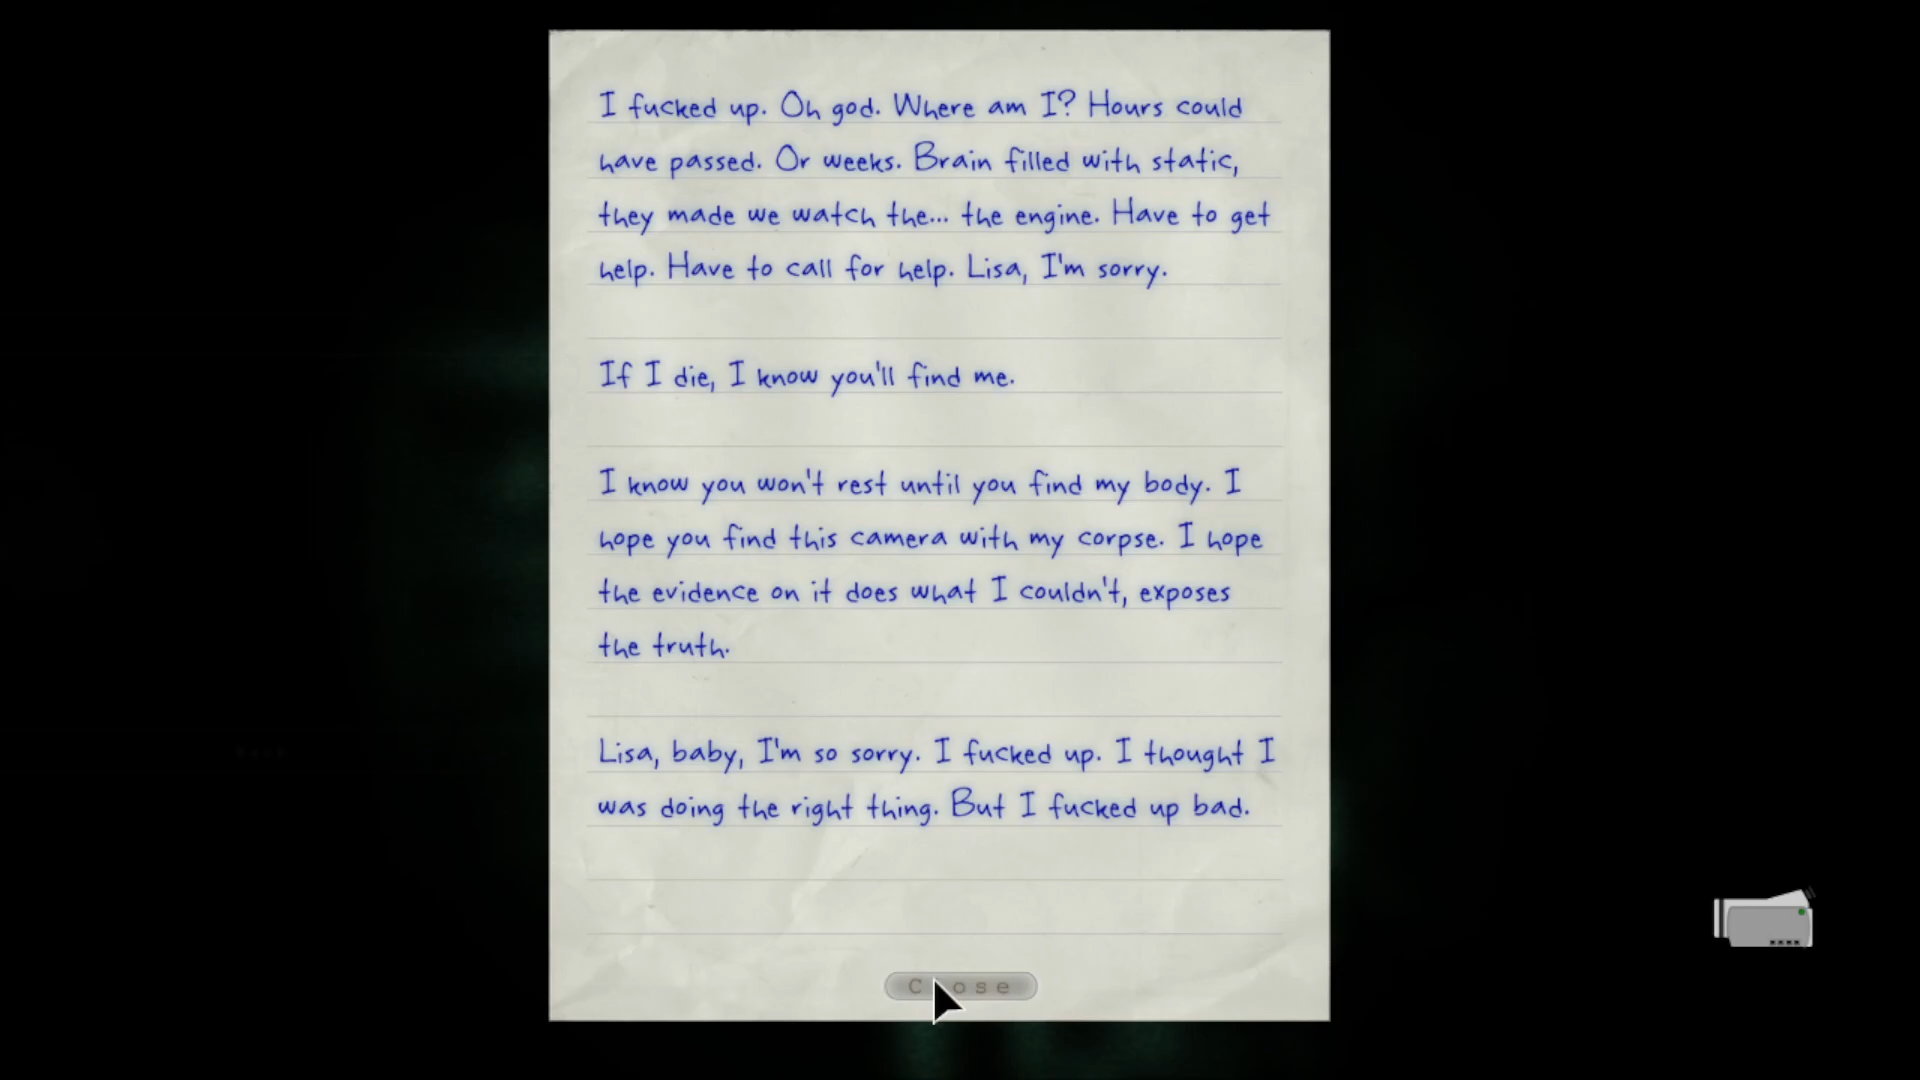 I fucked up. Oh god. Where am I? Hours could
have passed. Or weeks. Brain filled with static,
they made we watch the... the engine. Have to get
help. Have to call for help. Lisa, I'm sorry.
If I die, I know you'll find me.
I know you won't rest until you find my body. I
hope you find this camera with my corpse. I hope
the evidence on it does what I couldn't, exposes
the truth.
Lisa, baby, I'm so sorry. I fucked up. I thought I
was doing the right thing. But I fucked up bad.
Close